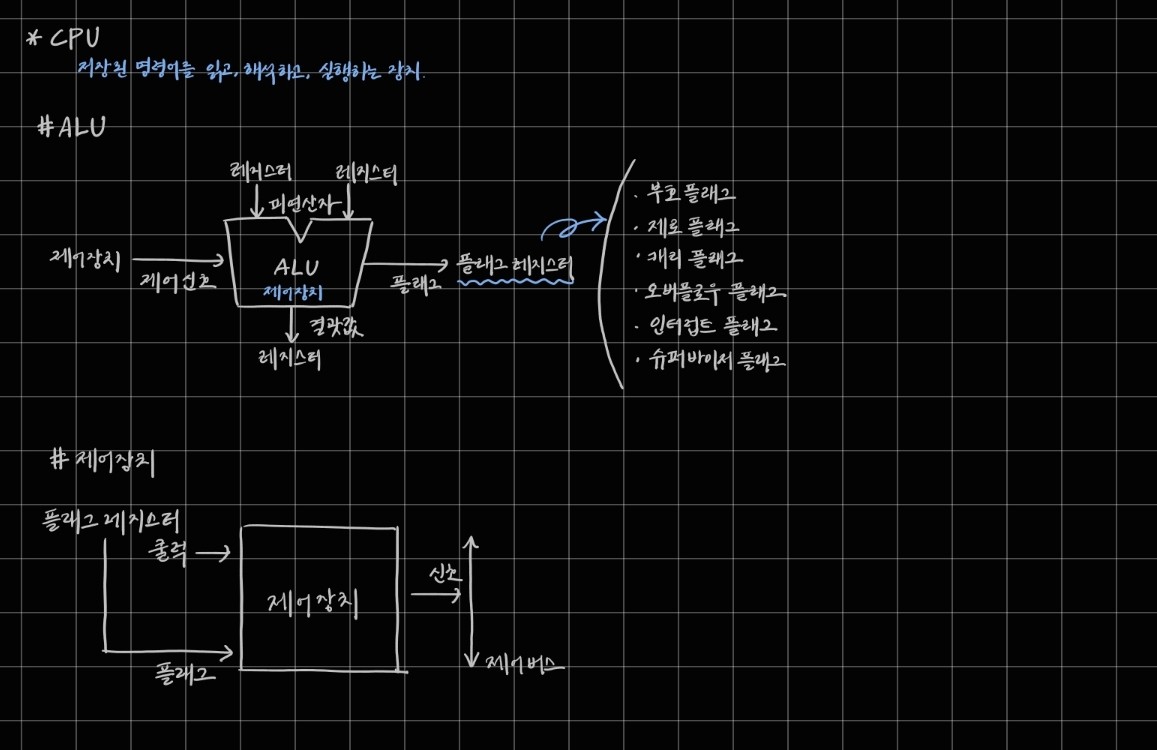 * CPU
저장된 명령어를 읽고, 해석하고, 실행하는 장치.
# ALU
레지스터 레지스터
피연산자
제어장치
제어 신호
ALU
제어장치
플래그
플래그 레지스터
결괏값
레지스터
· 부호 플래그
· 제로 플래그
· 캐리 플래그
· 오버플로우 플래그
· 인터럽트 플래그
· 슈퍼바이저 플래그
# 제어장치
플래그 레지스터
클럭
제어장치
신호
플래그
제어버스